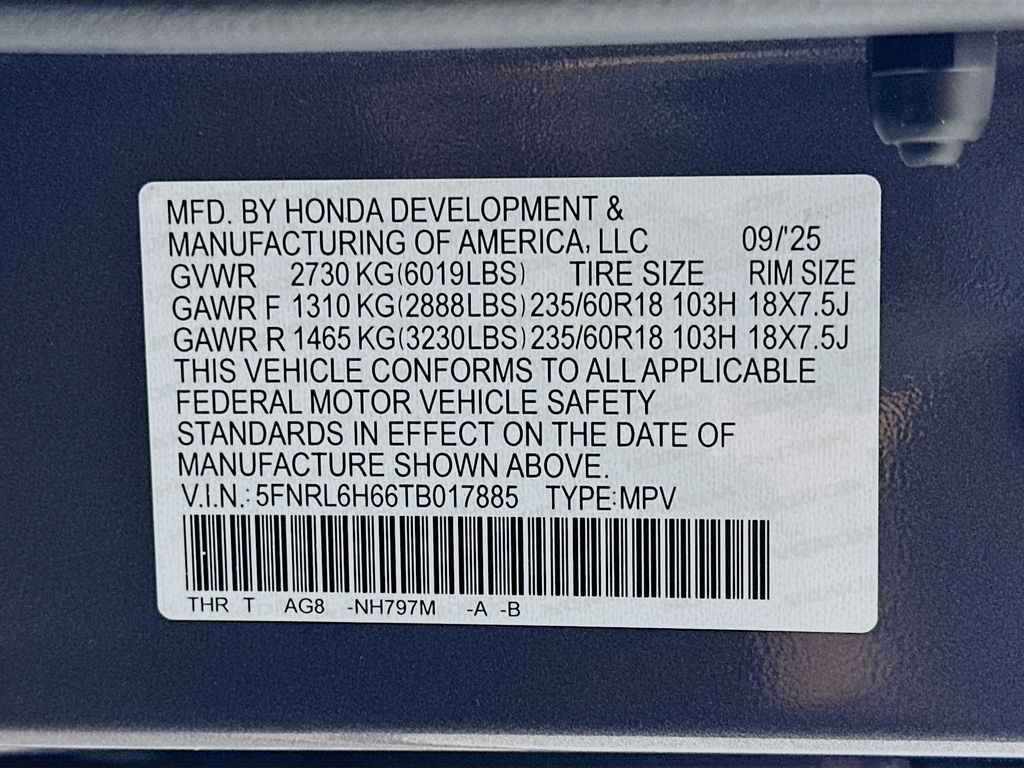 MFD. BY HONDA DEVELOPMENT &
MANUFACTURING OF AMERICA, LLC 09/'25
GVWR 2730 KG(6019LBS) TIRE SIZE RIM SIZE
GAWR F 1310 KG(2888LBS) 235/60R18 103H 18X7.5J
GAWR R 1465 KG(3230LBS) 235/60R18 103H 18X7.5J
THIS VEHICLE CONFORMS TO ALL APPLICABLE
FEDERAL MOTOR VEHICLE SAFETY
STANDARDS IN EFFECT ON THE DATE OF
MANUFACTURE SHOWN ABOVE.
V.I.N.: 5FNRL6H66TB017885 TYPE:MPV
THR T AG8 -NH797M -A -B